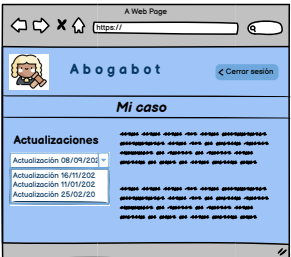 A Web Page
https://
Abogabot
Cerrar sesión
Mi caso
Actualizaciones
Actualización 08/09/202
Actualización 16/11/202
Actualización 11/01/202
Actualización 25/02/20